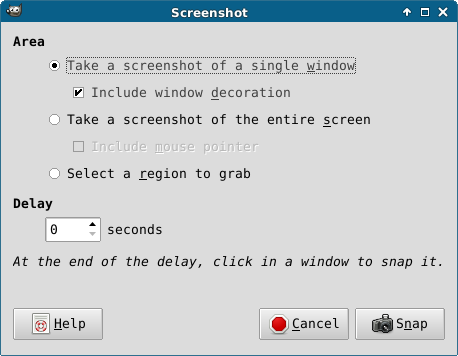 Screenshot
Area
Take a screenshot of a single window
Include window decoration
Take a screenshot of the entire screen
Include mouse pointer
Select a region to grab
Delay
0 seconds
At the end of the delay, click in a window to snap it.
Help Cancel Snap